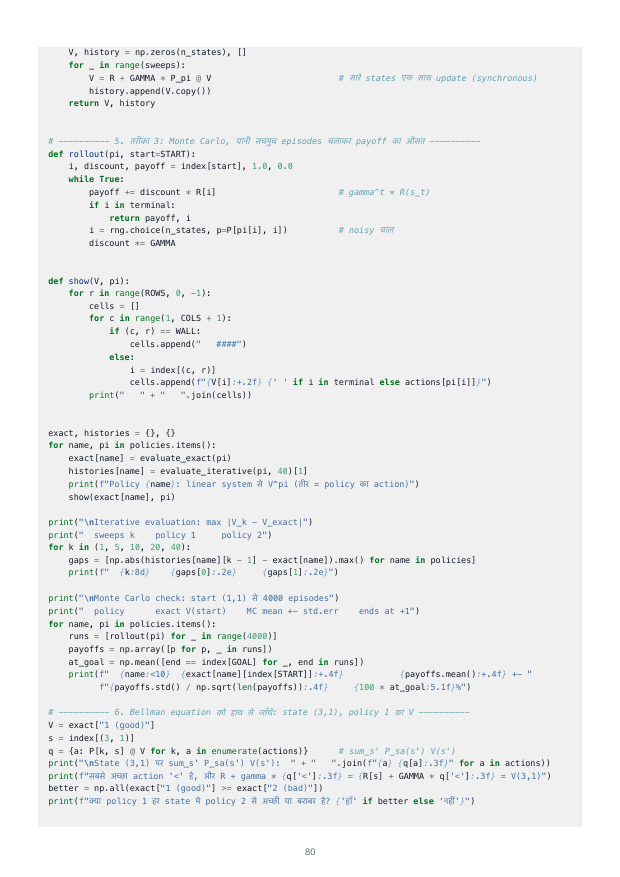 V, history = np.zeros(n_states), []
    for _ in range(sweeps):
        V = R + GAMMA * P_pi @ V                         # सारे states एक साथ update (synchronous)
        history.append(V.copy())
    return V, history
# −−−−−−−−−− 5. तरीका 3: Monte Carlo, यानी सचमुच episodes चलाकर payoff का औसत −−−−−−−−−−
def rollout(pi, start=START):
    i, discount, payoff = index[start], 1.0, 0.0
    while True:
        payoff += discount * R[i]                        # gamma^t * R(s_t)
        if i in terminal:
            return payoff, i
        i = rng.choice(n_states, p=P[pi[i], i])          # noisy चाल
        discount *= GAMMA
def show(V, pi):
    for r in range(ROWS, 0, −1):
        cells = []
        for c in range(1, COLS + 1):
            if (c, r) == WALL:
                cells.append("   ####")
            else:
                i = index[(c, r)]
                cells.append(f"{V[i]:+.2f} {' ' if i in terminal else actions[pi[i]]}")
        print("   " + "   ".join(cells))
exact, histories = {}, {}
for name, pi in policies.items():
    exact[name] = evaluate_exact(pi)
    histories[name] = evaluate_iterative(pi, 40)[1]
    print(f"Policy {name}: linear system से V^pi (तीर = policy का action)")
    show(exact[name], pi)
print("\nIterative evaluation: max |V_k − V_exact|")
print("  sweeps k    policy 1     policy 2")
for k in (1, 5, 10, 20, 40):
    gaps = [np.abs(histories[name][k − 1] − exact[name]).max() for name in policies]
    print(f"  {k:8d}    {gaps[0]:.2e}     {gaps[1]:.2e}")
print("\nMonte Carlo check: start (1,1) से 4000 episodes")
print("  policy      exact V(start)    MC mean +− std.err    ends at +1")
for name, pi in policies.items():
    runs = [rollout(pi) for _ in range(4000)]
    payoffs = np.array([p for p, _ in runs])
    at_goal = np.mean([end == index[GOAL] for _, end in runs])
    print(f"  {name:<10}  {exact[name][index[START]]:+.4f}           {payoffs.mean():+.4f} +− "
          f"{payoffs.std() / np.sqrt(len(payoffs)):.4f}     {100 * at_goal:5.1f}%")
# −−−−−−−−−− 6. Bellman equation को हाथ से जाँचें: state (3,1), policy 1 का V −−−−−−−−−−
V = exact["1 (good)"]
s = index[(3, 1)]
q = {a: P[k, s] @ V for k, a in enumerate(actions)}      # sum_s' P_sa(s') V(s')
print("\nState (3,1) पर sum_s' P_sa(s') V(s'):  " + "   ".join(f"{a} {q[a]:.3f}" for a in actions))
print(f"सबसे अच्छा action '<' है, और R + gamma * {q['<']:.3f} = {R[s] + GAMMA * q['<']:.3f} = V(3,1)")
better = np.all(exact["1 (good)"] >= exact["2 (bad)"])
print(f"क्या policy 1 हर state में policy 2 से अच्छी या बराबर है? {'हाँ' if better else 'नहीं'}")
80